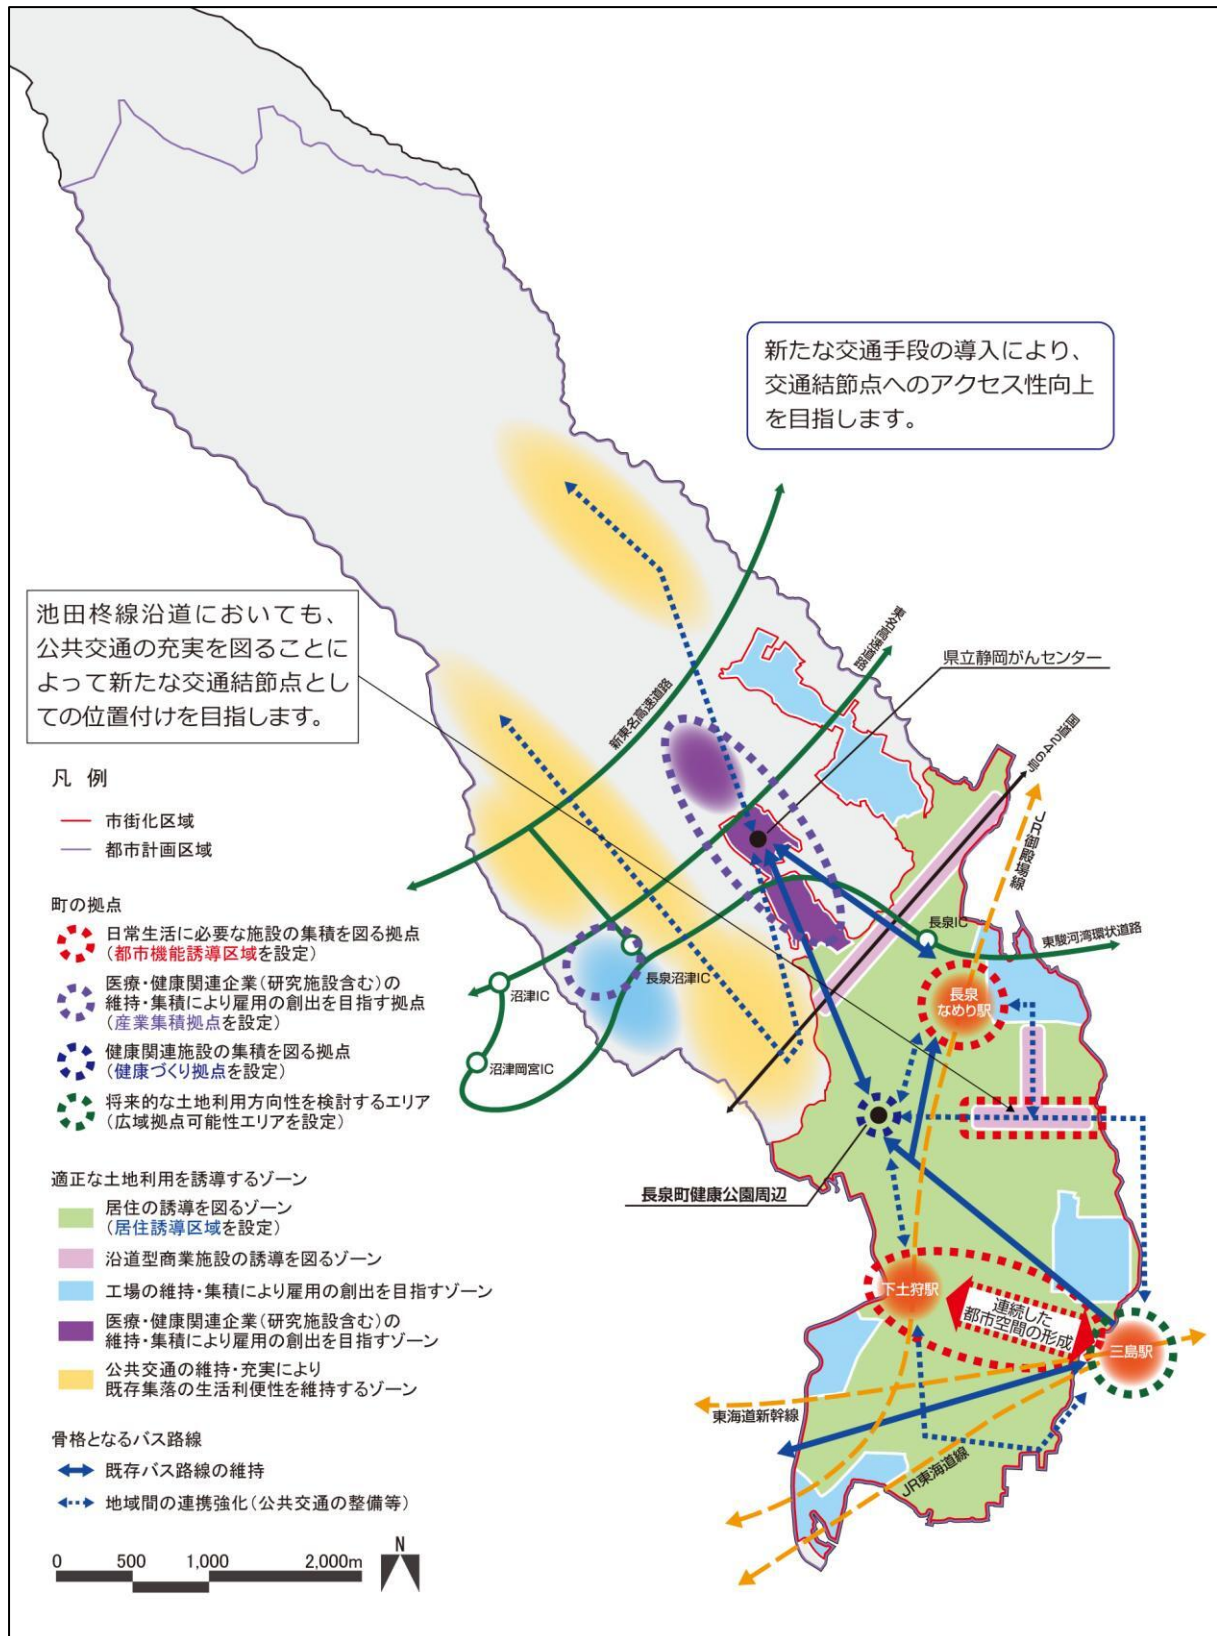 新たな交通手段の導入により、
交通結節点へのアクセス性向上
を目指します。
池田柊線沿道においても、
公共交通の充実を図ることに
よって新たな交通結節点とし
ての位置付けを目指します。
県立静岡がんセンター
東名高速道路
新東名高速道路
国道246号
JR御殿場線
長泉IC
東駿河湾環状道路
長泉沼津IC
沼津IC
沼津岡宮IC
長泉
なめり駅
長泉町健康公園周辺
下土狩駅
連続した
都市空間の形成
三島駅
東海道新幹線
JR東海道線
凡 例
市街化区域
都市計画区域
町の拠点
日常生活に必要な施設の集積を図る拠点
(都市機能誘導区域を設定)
医療・健康関連企業(研究施設含む)の
維持・集積により雇用の創出を目指す拠点
(産業集積拠点を設定)
健康関連施設の集積を図る拠点
(健康づくり拠点を設定)
将来的な土地利用方向性を検討するエリア
(広域拠点可能性エリアを設定)
適正な土地利用を誘導するゾーン
居住の誘導を図るゾーン
(居住誘導区域を設定)
沿道型商業施設の誘導を図るゾーン
工場の維持・集積により雇用の創出を目指すゾーン
医療・健康関連企業(研究施設含む)の
維持・集積により雇用の創出を目指すゾーン
公共交通の維持・充実により
既存集落の生活利便性を維持するゾーン
骨格となるバス路線
既存バス路線の維持
地域間の連携強化(公共交通の整備等)
0 500 1,000 2,000m
N